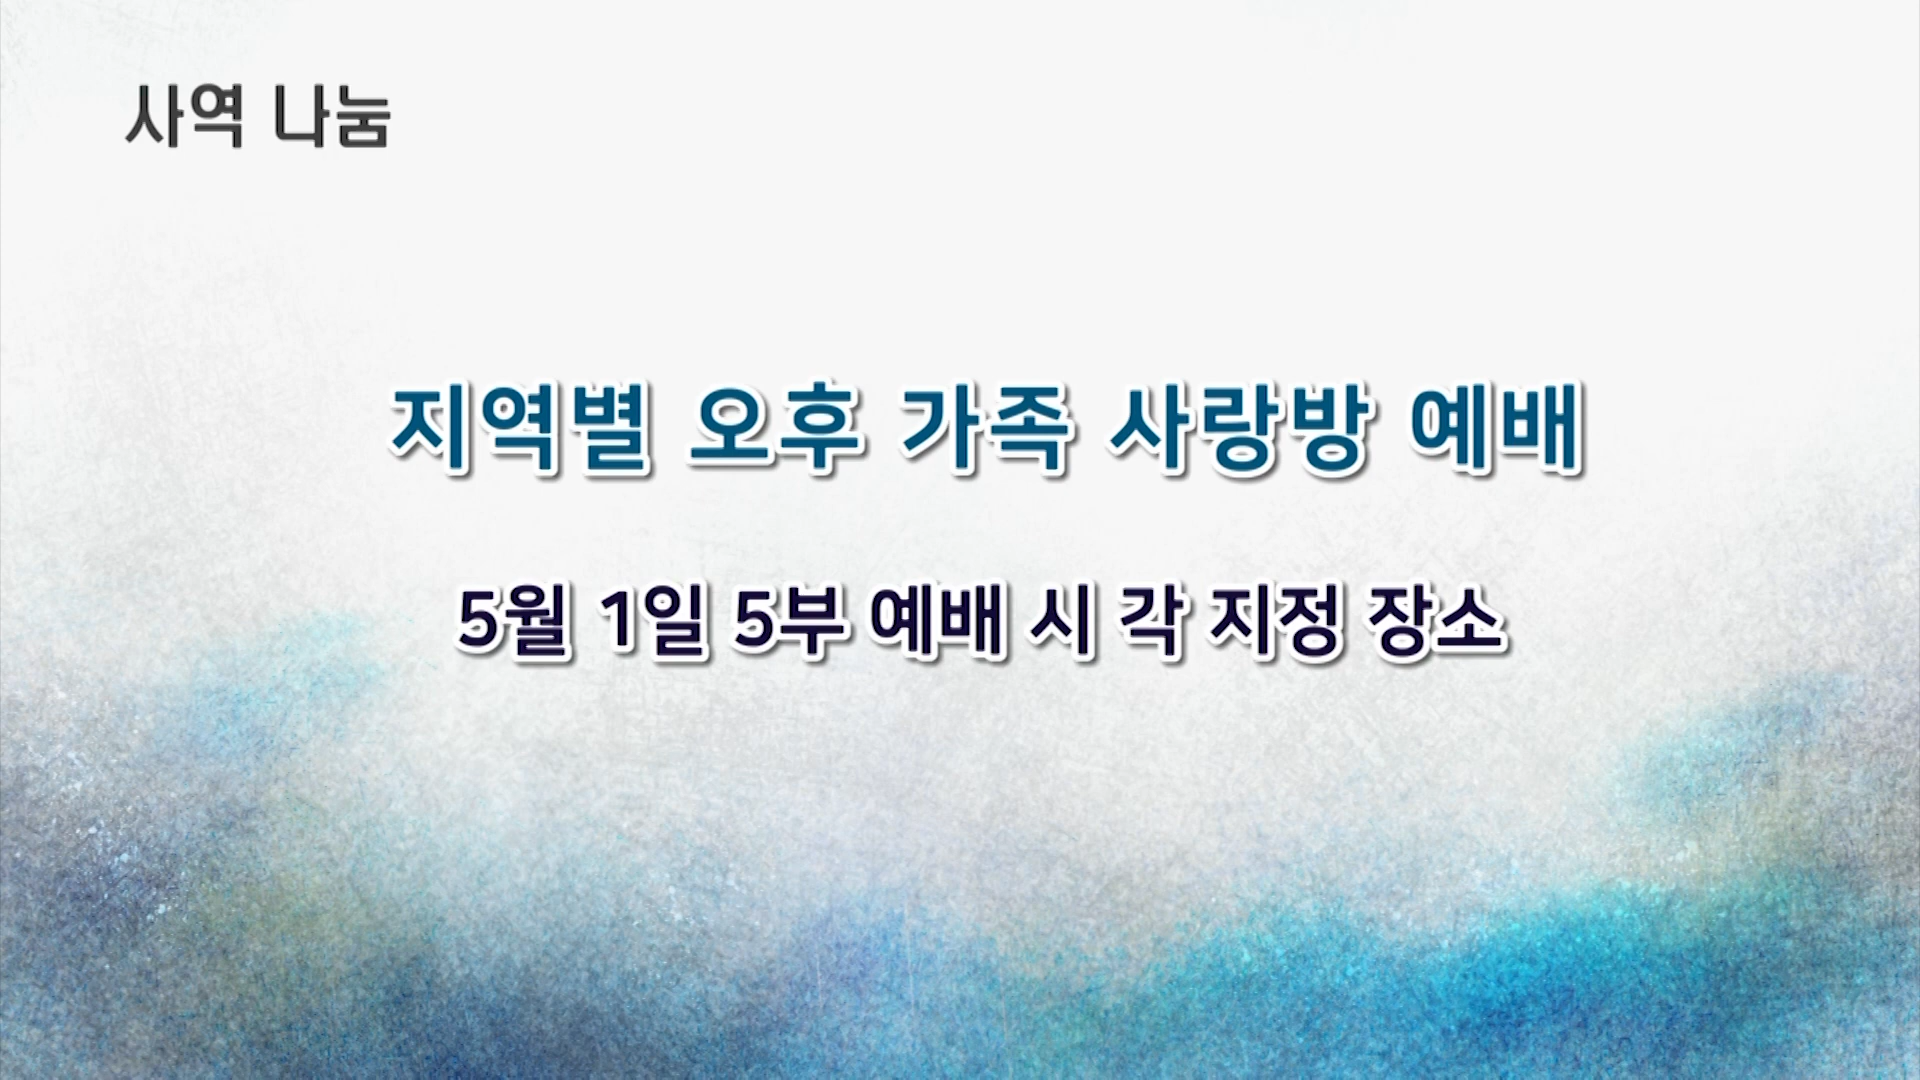 사역 나눔
지역별 오후 가족 사랑방 예배
5월 1일 5부 예배 시 각 지정 장소